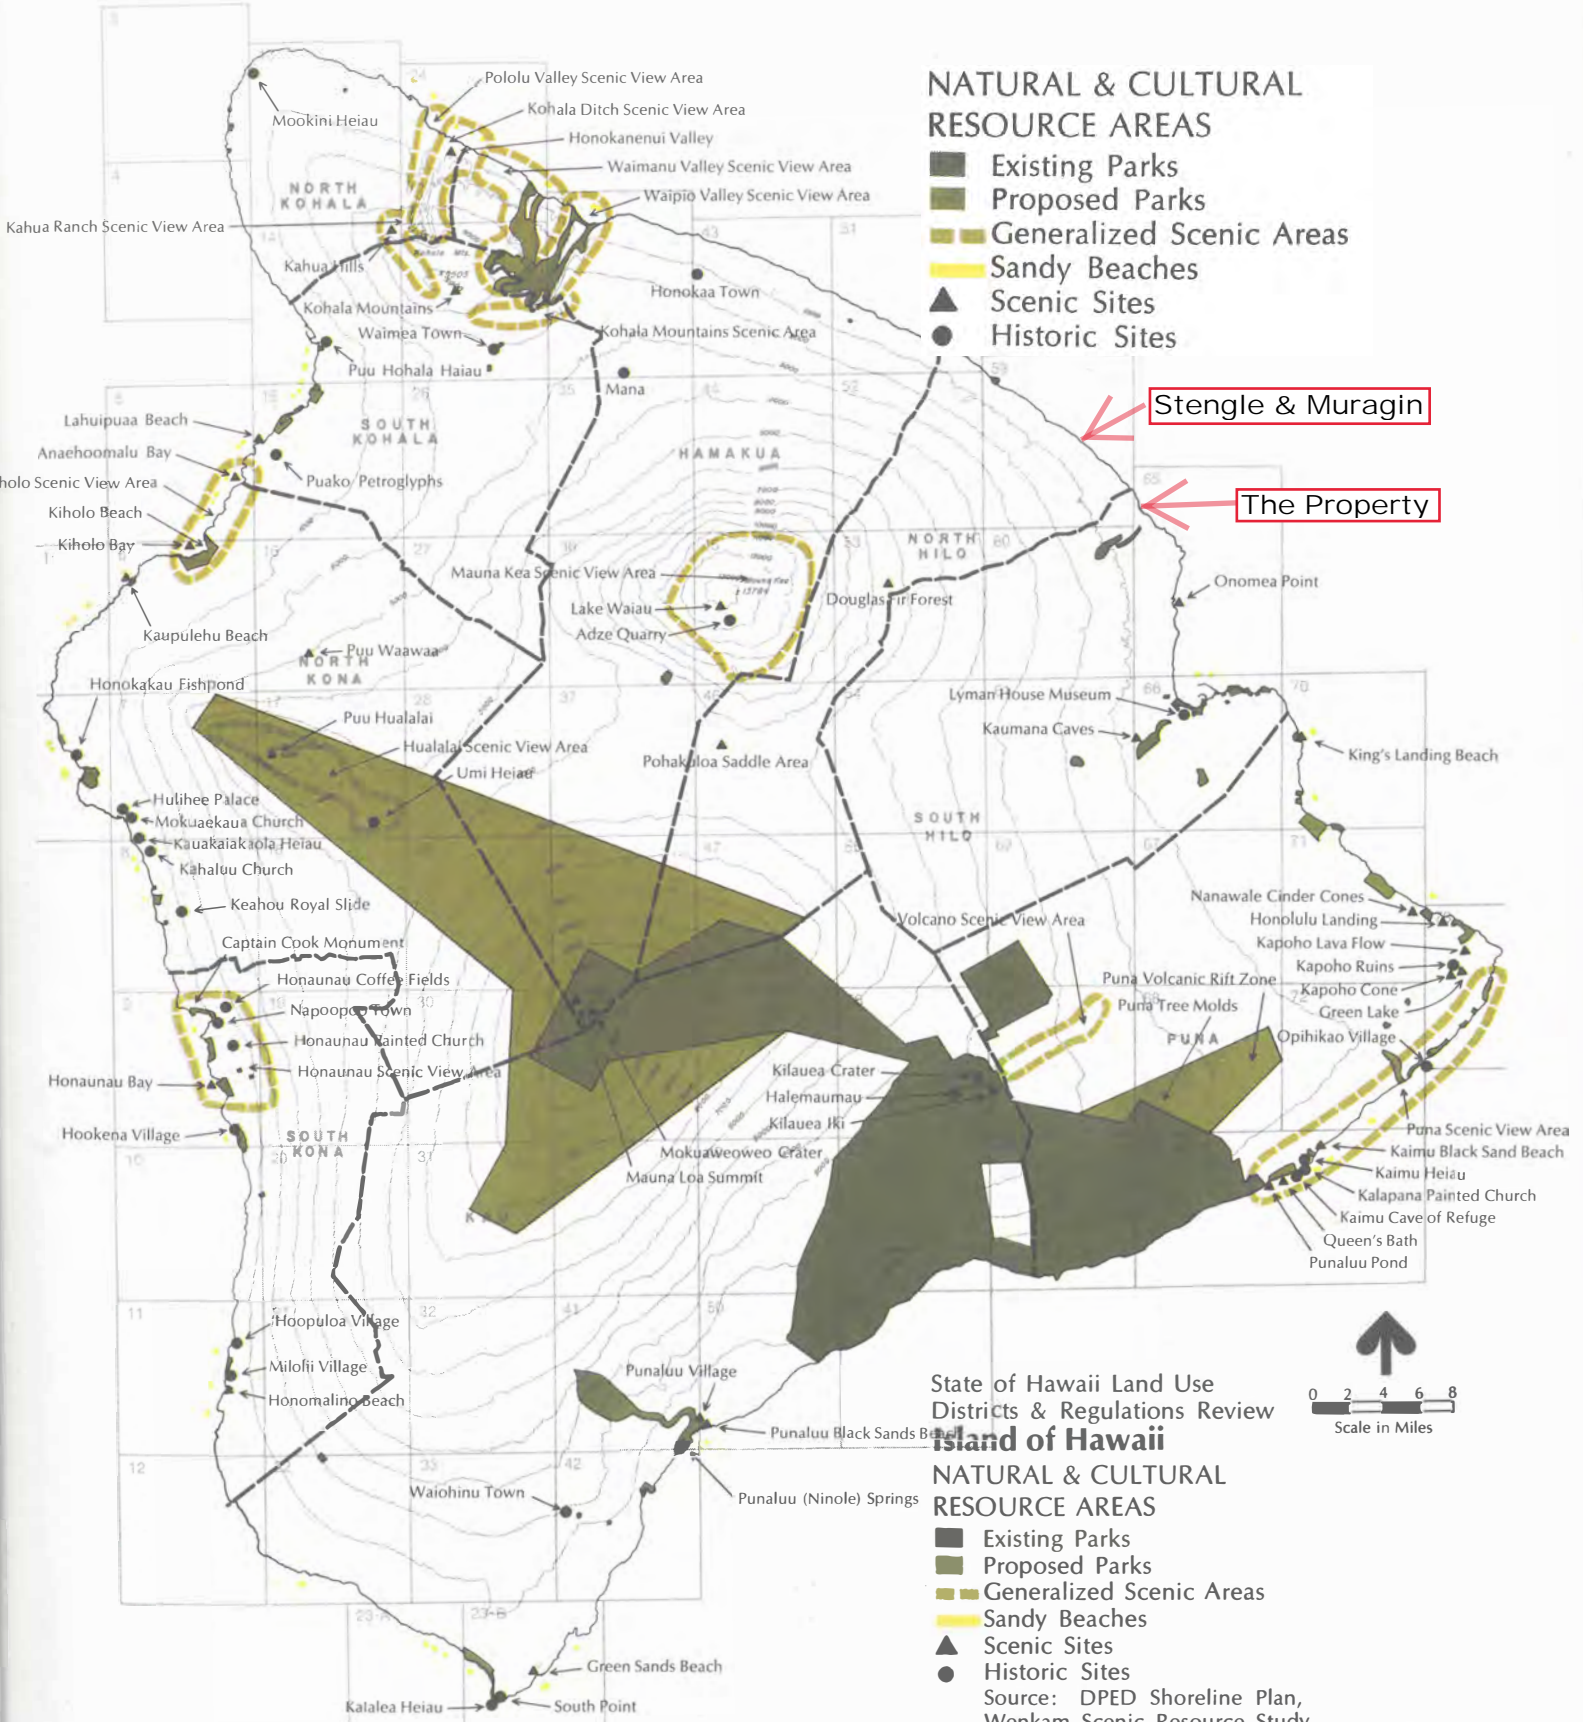 NATURAL & CULTURAL
RESOURCE AREAS
Existing Parks
Proposed Parks
Generalized Scenic Areas
Sandy Beaches
Scenic Sites
Historic Sites
Stengle & Muragin
The Property
Pololu Valley Scenic View Area
Kohala Ditch Scenic View Area
Honokanenui Valley
Waimanu Valley Scenic View Area
Waipio Valley Scenic View Area
Mookini Heiau
NORTH
KOHALA
Kahua Ranch Scenic View Area
Kahua Hills
Kohala Mountains
Waimea Town
Honokaa Town
Kohala Mountains Scenic Area
Puu Hohala Haiau
Mana
Lahuipuaa Beach
SOUTH
KOHALA
HAMAKUA
Anaehoomalu Bay
Puako Petroglyphs
holo Scenic View Area
Kiholo Beach
Kiholo Bay
NORTH
HILO
Mauna Kea Scenic View Area
Lake Waiau
Adze Quarry
Douglas Fir Forest
Onomea Point
Kaupulehu Beach
Puu Waawaa
NORTH
KONA
Honokakau Fishpond
Puu Hualalai
Hualalai Scenic View Area
Umi Heiau
Pohakuloa Saddle Area
Lyman House Museum
Kaumana Caves
King's Landing Beach
Hulihee Palace
Mokuaekaua Church
Kauakaiakaola Heiau
Kahaluu Church
SOUTH
HILO
Keahou Royal Slide
Nanawale Cinder Cones
Honolulu Landing
Kapoho Lava Flow
Kapoho Ruins
Kapoho Cone
Green Lake
Opihikao Village
Volcano Scenic View Area
Puna Volcanic Rift Zone
Puna Tree Molds
PUNA
Captain Cook Monument
Honaunau Coffee Fields
Napoopoo Town
Honaunau Painted Church
Honaunau Scenic View Area
Honaunau Bay
Hookena Village
SOUTH
KONA
Kilauea Crater
Halemaumau
Kilauea Iki
Mokuaweoweo Crater
Mauna Loa Summit
KAU
Puna Scenic View Area
Kaimu Black Sand Beach
Kaimu Heiau
Kalapana Painted Church
Kaimu Cave of Refuge
Queen's Bath
Punaluu Pond
Hoopuloa Village
Milolii Village
Honomalino Beach
Punaluu Village
Punaluu Black Sands Beach
Punaluu (Ninole) Springs
Waiohinu Town
Green Sands Beach
Kalalea Heiau
South Point
State of Hawaii Land Use
Districts & Regulations Review
Island of Hawaii
NATURAL & CULTURAL
RESOURCE AREAS
Existing Parks
Proposed Parks
Generalized Scenic Areas
Sandy Beaches
Scenic Sites
Historic Sites
Source: DPED Shoreline Plan,
Wenkam Scenic Resource Study
0 2 4 6 8
Scale in Miles